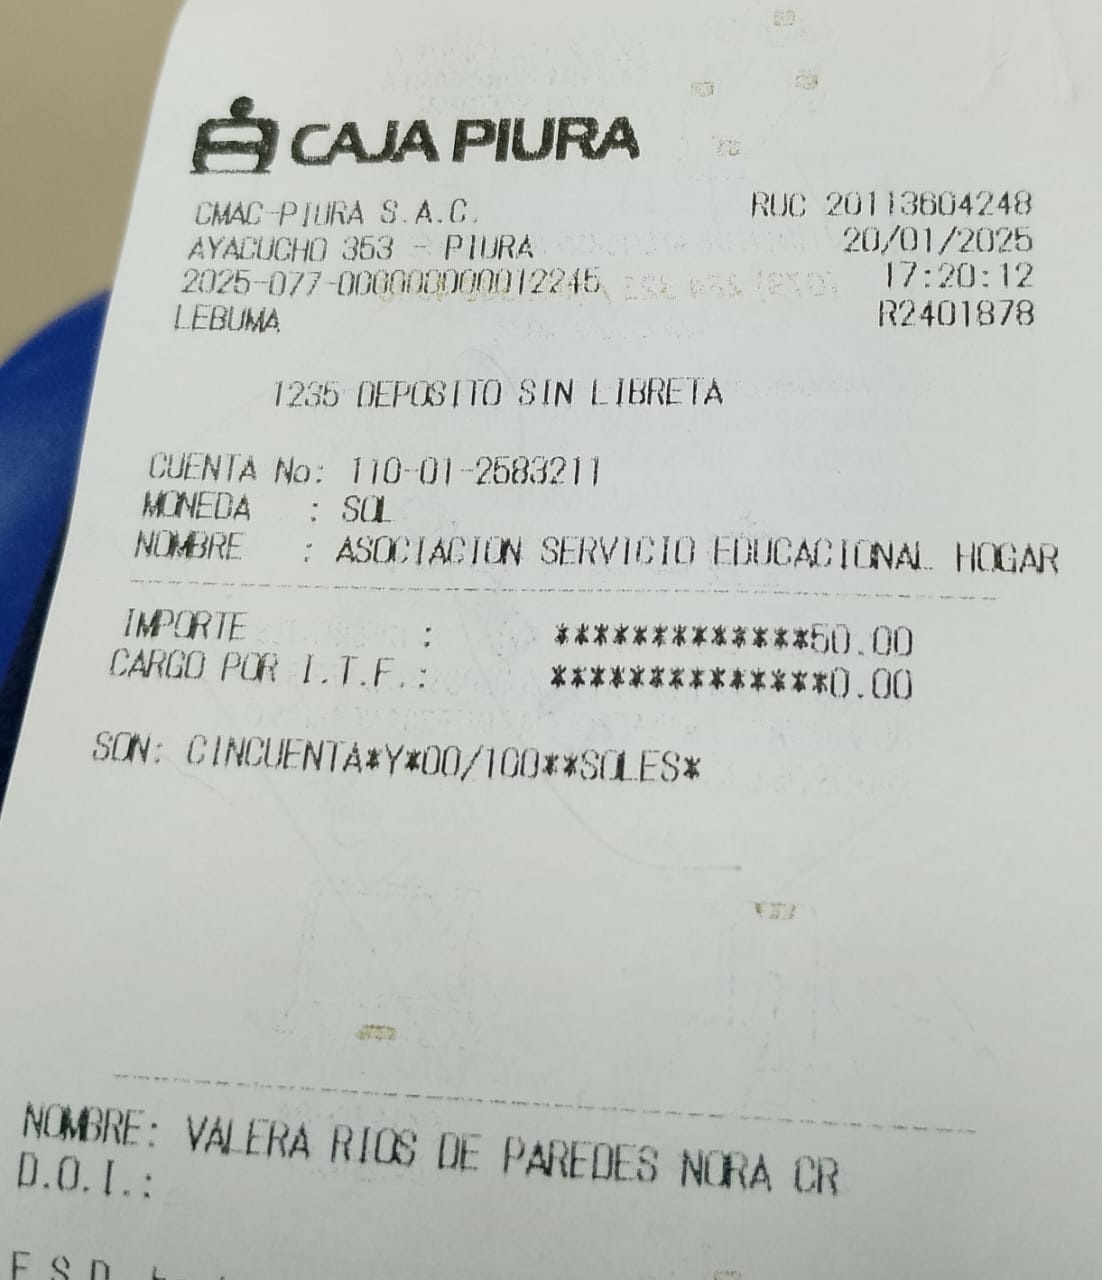 CAJA PIURA
CMAC-PIURA S.A.C. RUC 20113604248
AYACUCHO 353 - PIURA 20/01/2025
2025-077-000000000012245 17:20:12
LEBUMA R2401878
1235 DEPOSITO SIN LIBRETA
CUENTA No: 110-01-2583211
MONEDA : SOL
NOMBRE : ASOCIACION SERVICIO EDUCACIONAL HOGAR
IMPORTE : *************50.00
CARGO POR I.T.F.: **************0.00
SON: CINCUENTA*Y*00/100**SOLES*
NOMBRE: VALERA RIOS DE PAREDES NORA CR
D.O.I.: